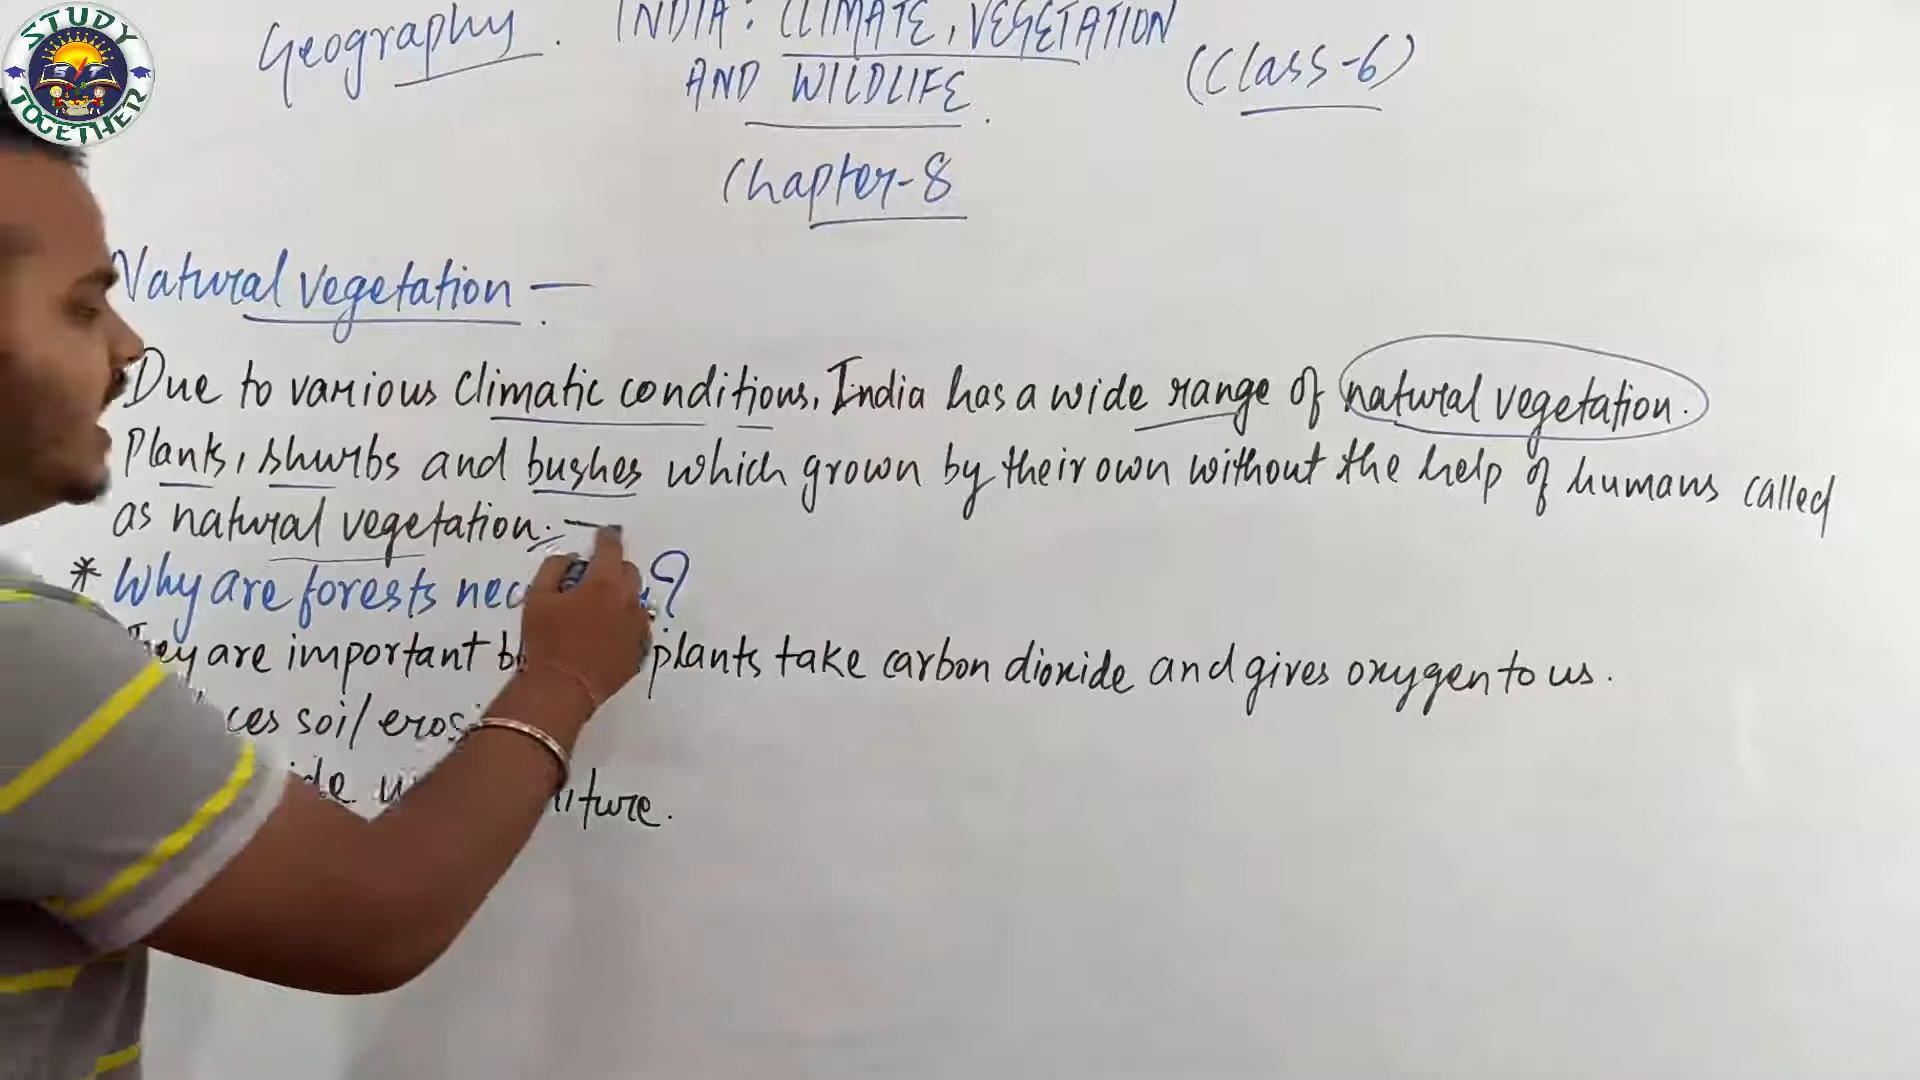 STUDY
S T
TOGETHER
Geography.
INDIA: CLIMATE, VEGETATION
AND WILDLIFE.
(Class-6)
Chapter-8
Natural vegetation —
Due to various Climatic conditions, India has a wide range of natural vegetation.
Plants, shurbs and bushes which grown by their own without the help of humans called
as natural vegetation. —
* Why are forests ?
are important plants take carbon dioxide and gives oxygen to us.
soil